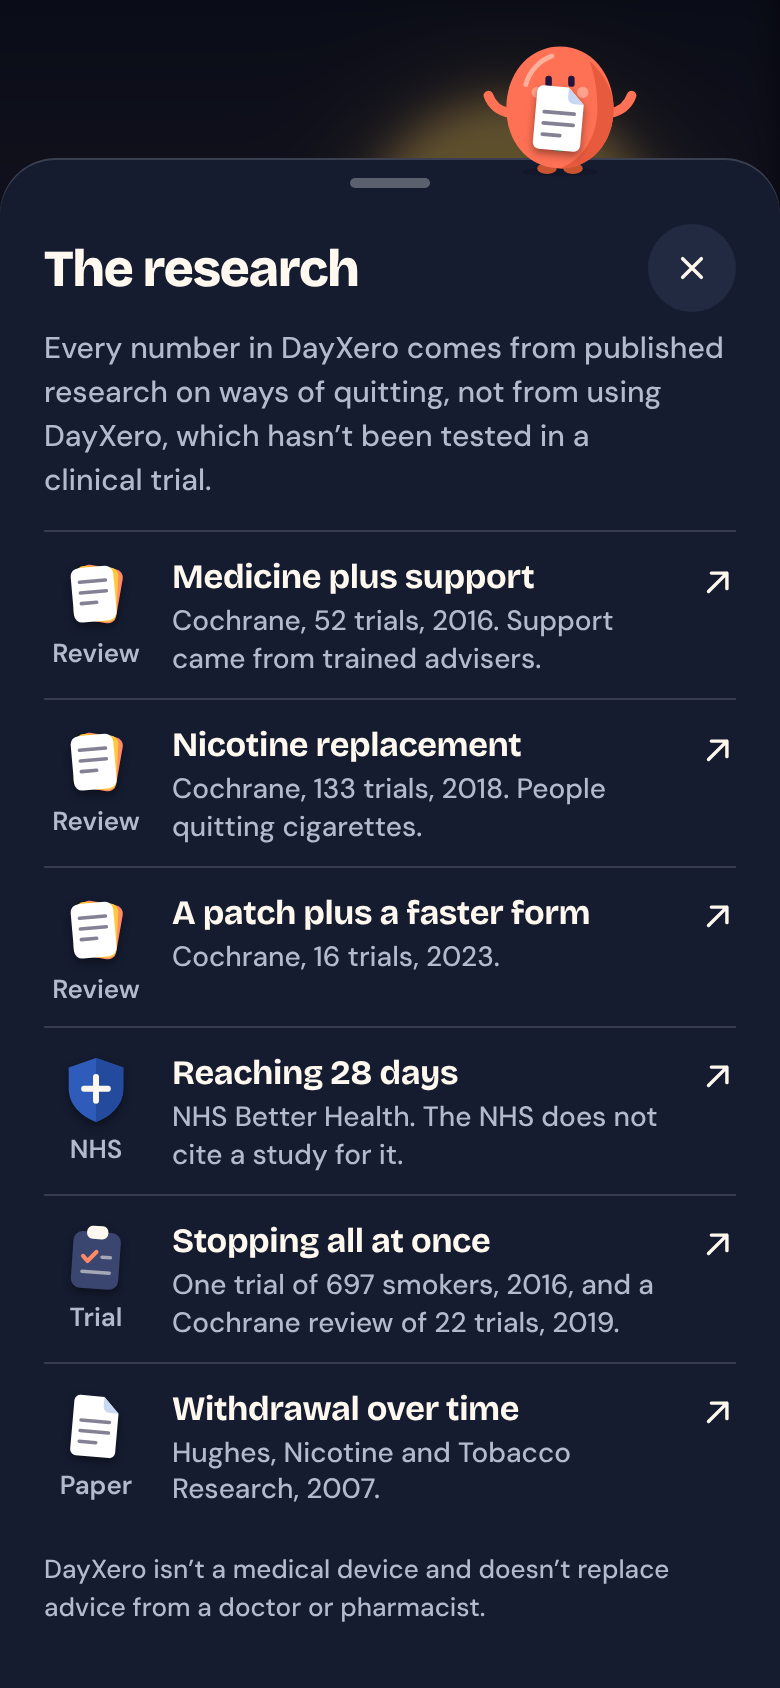 The research
Every number in DayXero comes from published
research on ways of quitting, not from using
DayXero, which hasn’t been tested in a
clinical trial.
Medicine plus support
Cochrane, 52 trials, 2016. Support
came from trained advisers.
Review
Nicotine replacement
Cochrane, 133 trials, 2018. People
quitting cigarettes.
Review
A patch plus a faster form
Cochrane, 16 trials, 2023.
Review
Reaching 28 days
NHS Better Health. The NHS does not
cite a study for it.
NHS
Stopping all at once
One trial of 697 smokers, 2016, and a
Cochrane review of 22 trials, 2019.
Trial
Withdrawal over time
Hughes, Nicotine and Tobacco
Research, 2007.
Paper
DayXero isn’t a medical device and doesn’t replace
advice from a doctor or pharmacist.